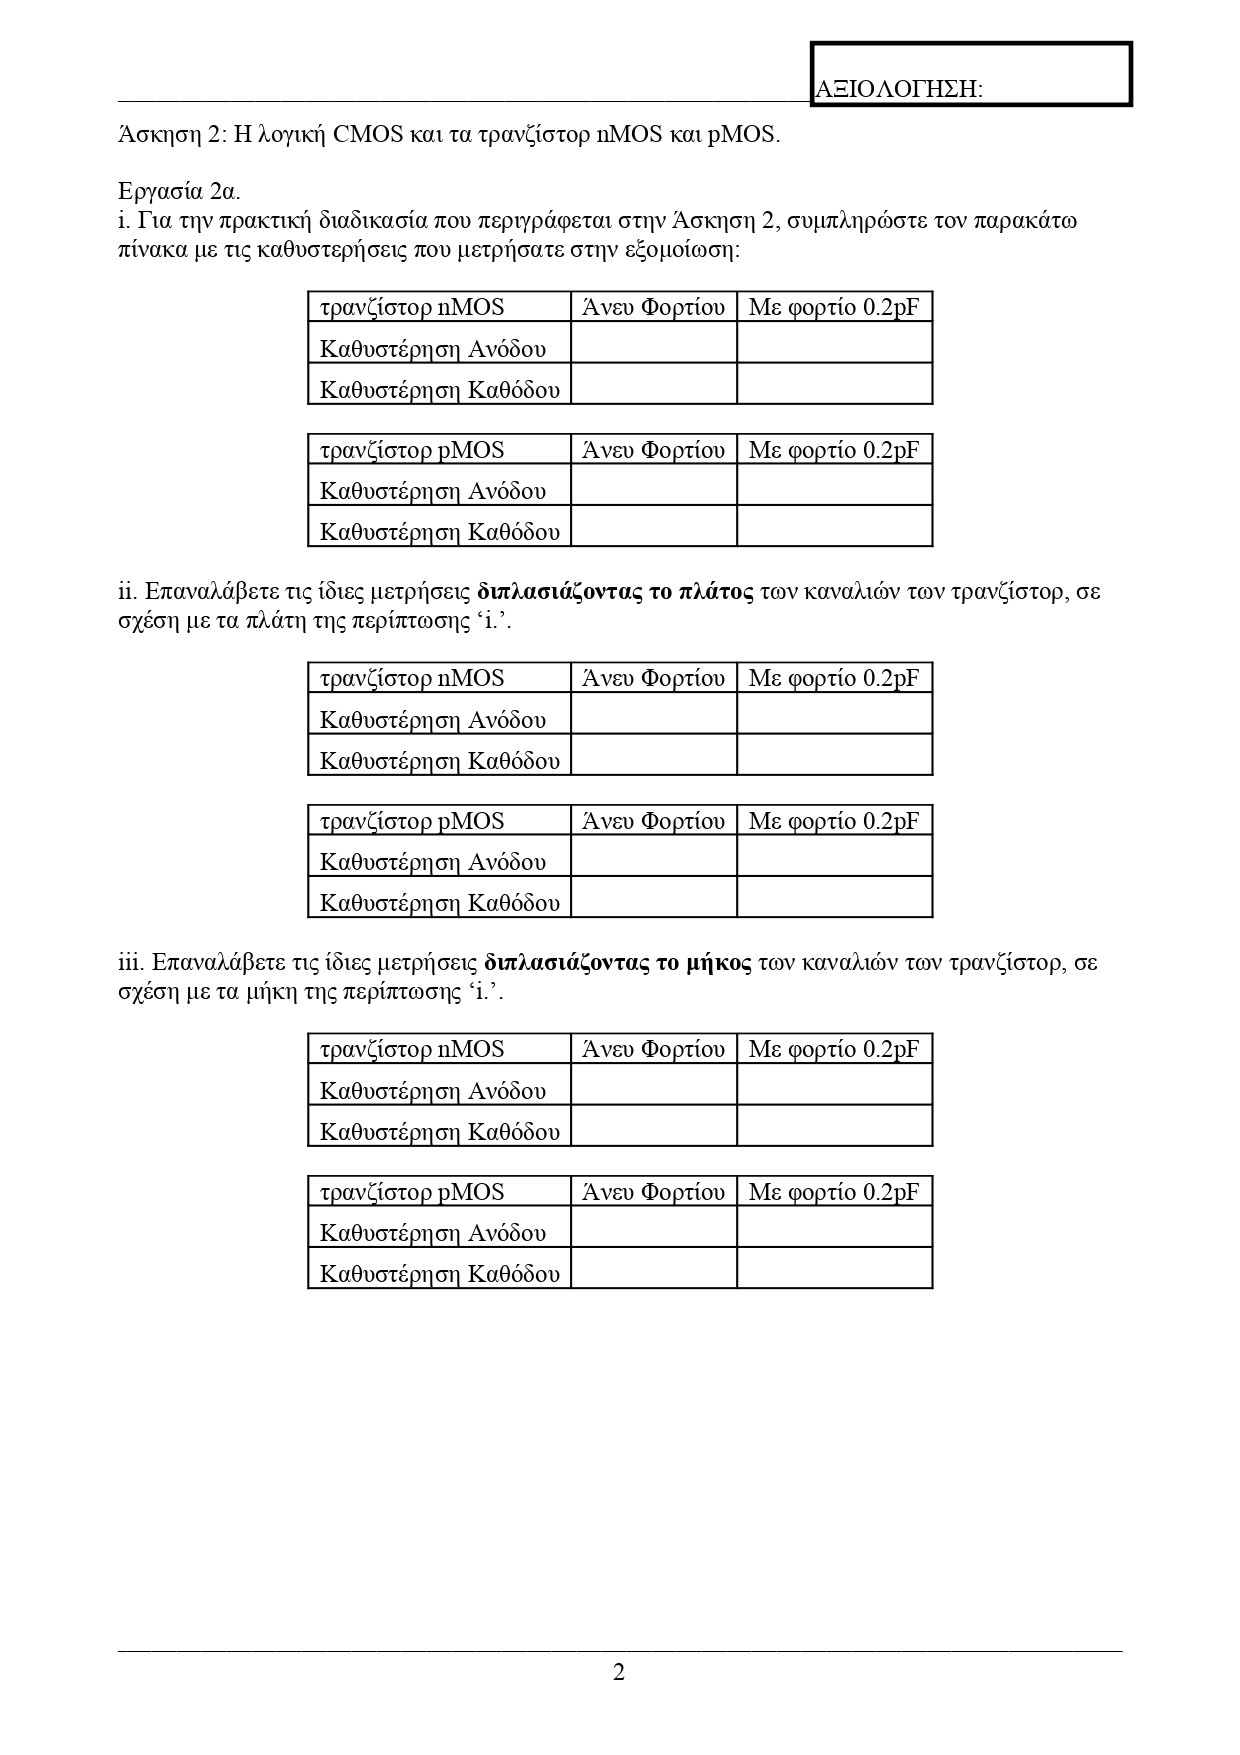 ΑΞΙΟΛΟΓΗΣΗ:
Άσκηση 2: Η λογική CMOS και τα τρανζίστορ nMOS και pMOS.
Εργασία 2α.
i. Για την πρακτική διαδικασία που περιγράφεται στην Άσκηση 2, συμπληρώστε τον παρακάτω
πίνακα με τις καθυστερήσεις που μετρήσατε στην εξομοίωση:
τρανζίστορ nMOS Άνευ Φορτίου Με φορτίο 0.2pF
Καθυστέρηση Ανόδου
Καθυστέρηση Καθόδου
τρανζίστορ pMOS Άνευ Φορτίου Με φορτίο 0.2pF
Καθυστέρηση Ανόδου
Καθυστέρηση Καθόδου
ii. Επαναλάβετε τις ίδιες μετρήσεις διπλασιάζοντας το πλάτος των καναλιών των τρανζίστορ, σε
σχέση με τα πλάτη της περίπτωσης ‘i.’.
τρανζίστορ nMOS Άνευ Φορτίου Με φορτίο 0.2pF
Καθυστέρηση Ανόδου
Καθυστέρηση Καθόδου
τρανζίστορ pMOS Άνευ Φορτίου Με φορτίο 0.2pF
Καθυστέρηση Ανόδου
Καθυστέρηση Καθόδου
iii. Επαναλάβετε τις ίδιες μετρήσεις διπλασιάζοντας το μήκος των καναλιών των τρανζίστορ, σε
σχέση με τα μήκη της περίπτωσης ‘i.’.
τρανζίστορ nMOS Άνευ Φορτίου Με φορτίο 0.2pF
Καθυστέρηση Ανόδου
Καθυστέρηση Καθόδου
τρανζίστορ pMOS Άνευ Φορτίου Με φορτίο 0.2pF
Καθυστέρηση Ανόδου
Καθυστέρηση Καθόδου
2